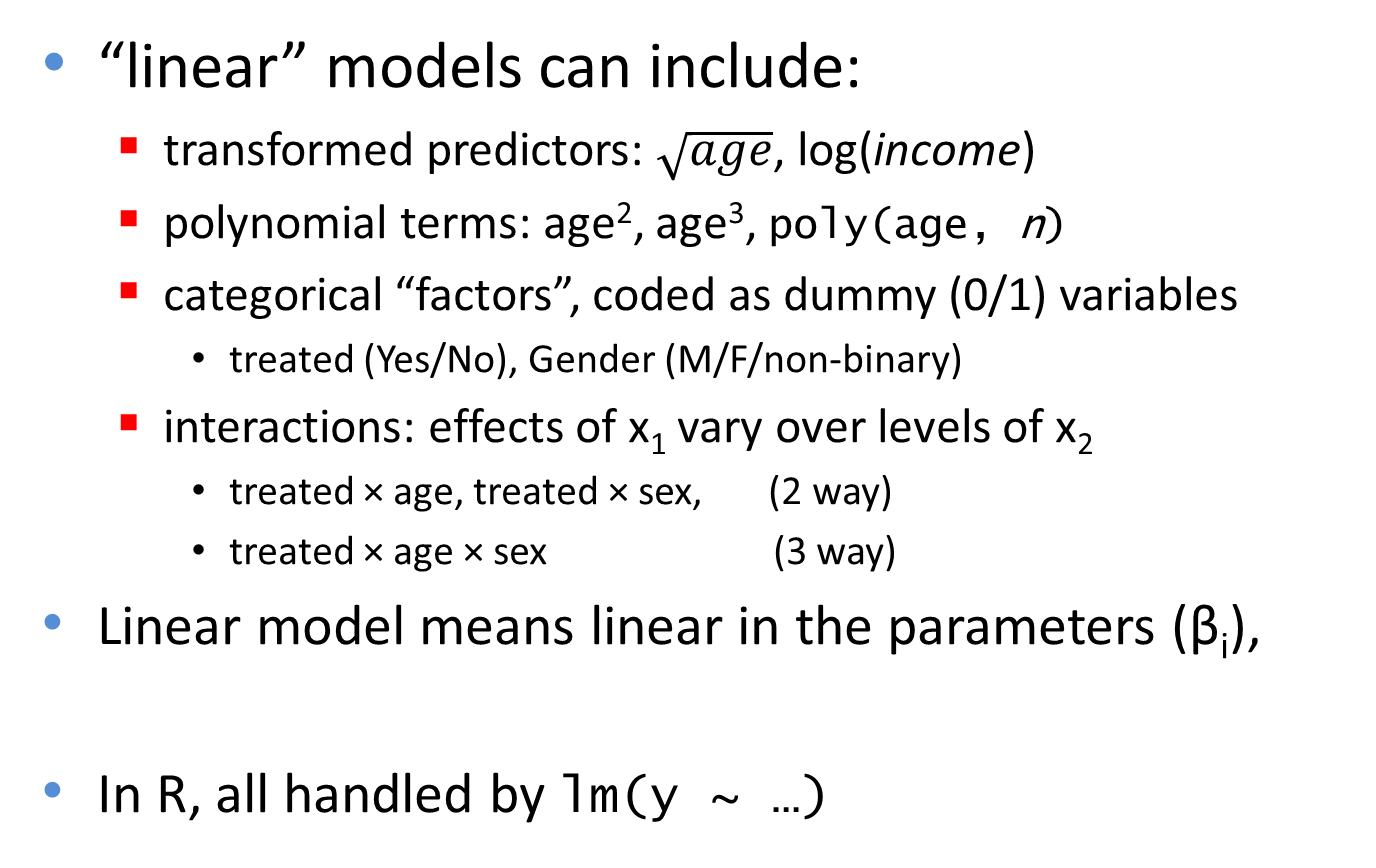 • “linear” models can include:
▪ transformed predictors: √age, log(income)
▪ polynomial terms: age², age³, poly(age, n)
▪ categorical “factors”, coded as dummy (0/1) variables
• treated (Yes/No), Gender (M/F/non-binary)
▪ interactions: effects of x₁ vary over levels of x₂
• treated × age, treated × sex, (2 way)
• treated × age × sex (3 way)
• Linear model means linear in the parameters (βᵢ),
• In R, all handled by lm(y ~ …)